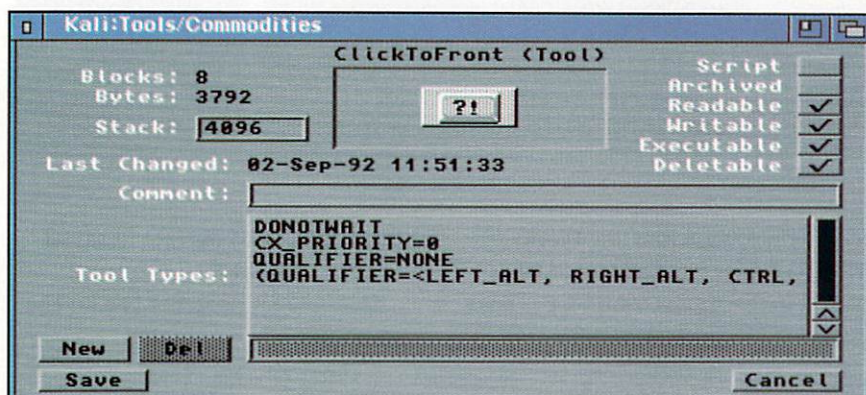 Kali:Tools/Commodities
ClickToFront (Tool)
Blocks: 8
Bytes: 3792
Stack: 4096
?!
Script
Archived
Readable
Writable
Executable
Deletable
Last Changed: 02-Sep-92 11:51:33
Comment:
Tool Types:
DONOTWAIT
CX_PRIORITY=0
QUALIFIER=NONE
(QUALIFIER=<LEFT_ALT, RIGHT_ALT, CTRL,
New
Del
Save
Cancel